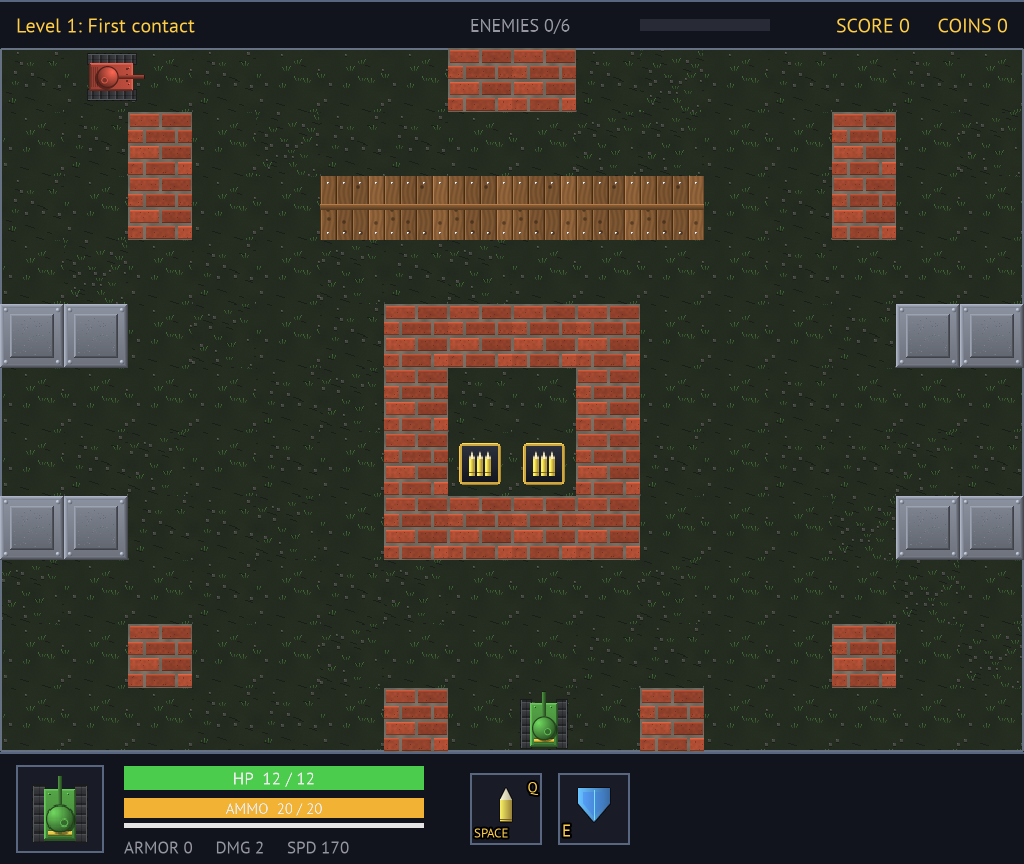 Level 1: First contact
ENEMIES 0/6
SCORE 0
COINS 0
HP 12 / 12
AMMO 20 / 20
ARMOR 0
DMG 2
SPD 170
Q
SPACE
E